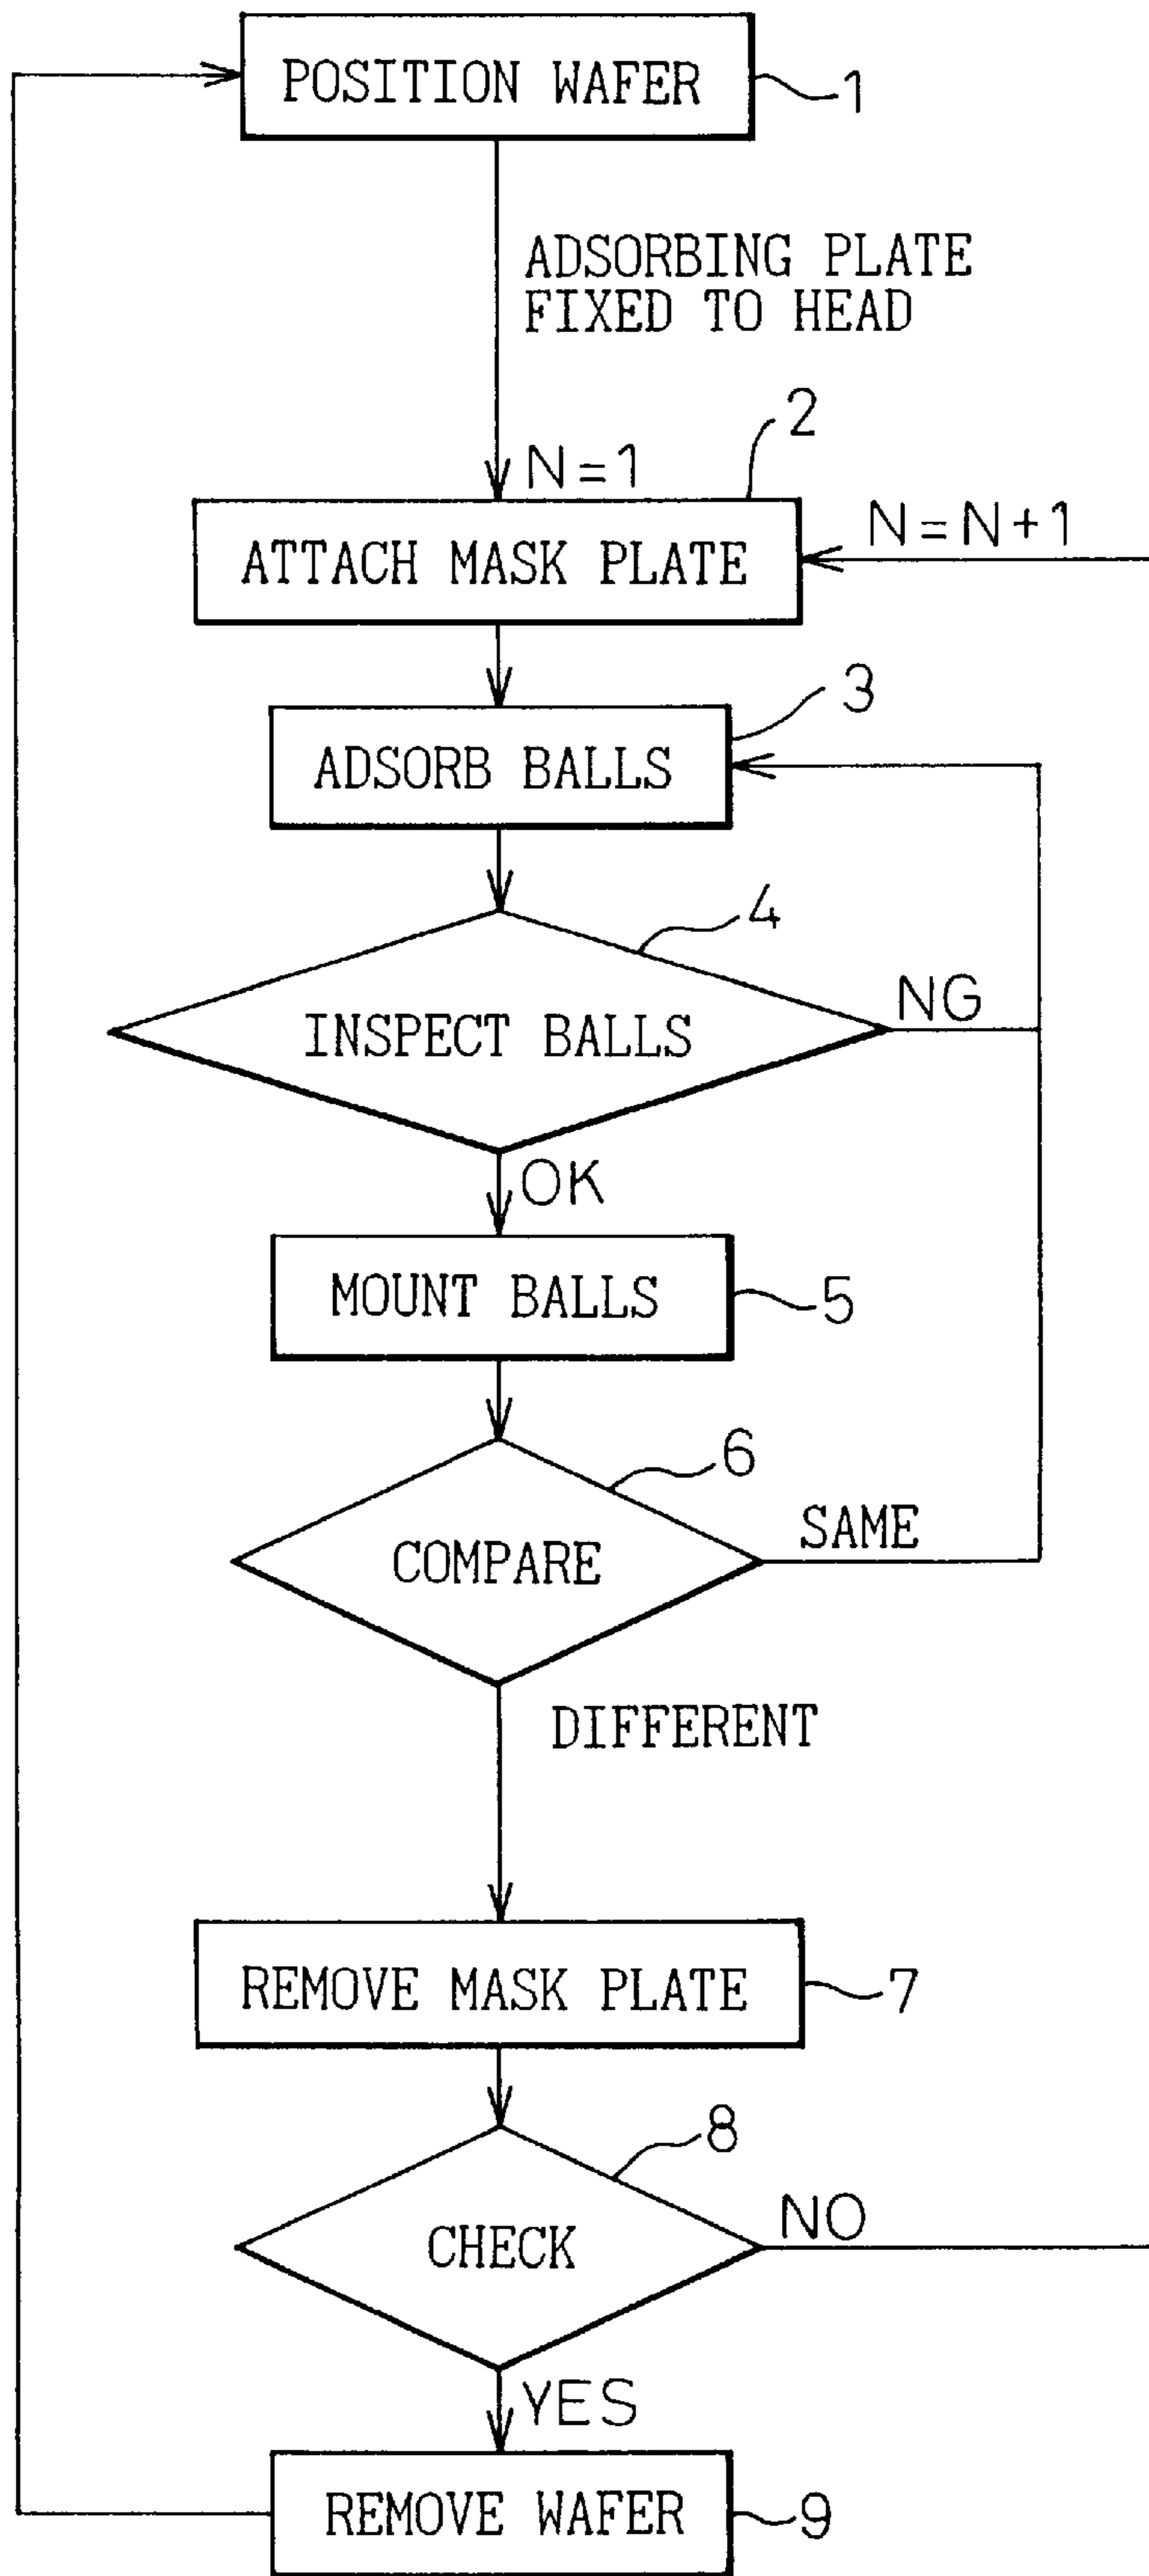 POSITION WAFER
1
ADSORBING PLATE
FIXED TO HEAD
2
N=1
N=N+1
ATTACH MASK PLATE
3
ADSORB BALLS
4
NG
INSPECT BALLS
OK
MOUNT BALLS
5
6
SAME
COMPARE
DIFFERENT
REMOVE MASK PLATE
7
8
NO
CHECK
YES
REMOVE WAFER
9